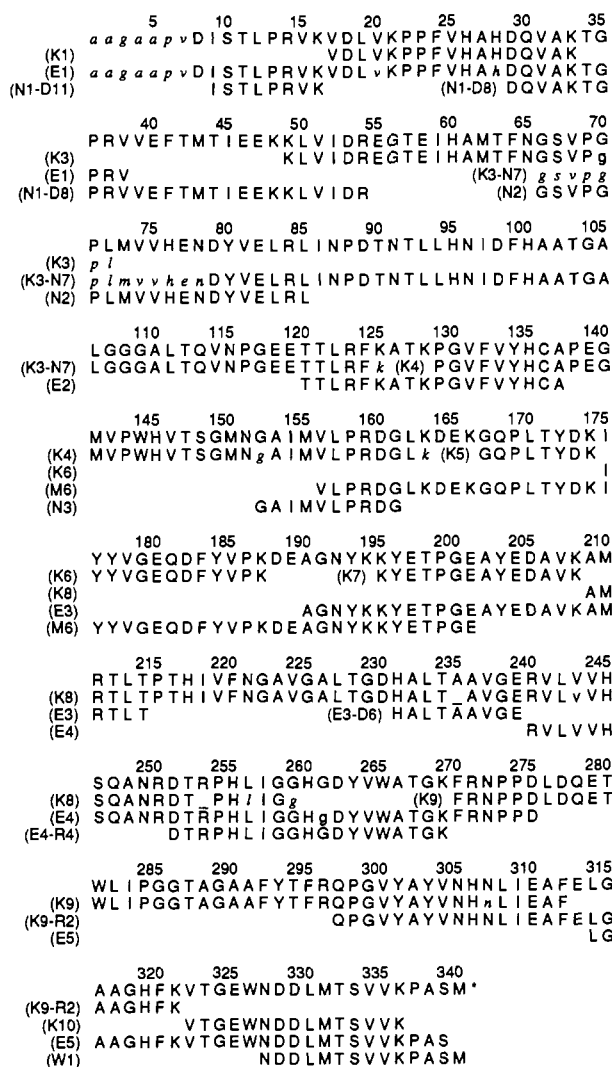 5 10 15 20 25 30 35
aagaapvDISTLPRVKVDLVKPPFVHAHDQVAKTG
(K1) VDLVKPPFVHAHDQVAK
(E1) aagaapvDISTLPRVKVDLvKPPFVHAhDQVAKTG
(N1-D11) ISTLPRVK (N1-D8) DQVAKTG
40 45 50 55 60 65 70
PRVVEFTMTIEEKKLVIDREGTEIHAMTFNGSVPG
(K3) KLVIDREGTEIHAMTFNGSVPg
(E1) PRV (K3-N7) gsvpg
(N1-D8) PRVVEFTMTIEEKKLVIDR (N2) GSVPG
75 80 85 90 95 100 105
PLMVVHENDYVELRLINPDTNTLLHNIDFHAATGA
(K3) pl
(K3-N7) plmvvhenDYVELRLINPDTNTLLHNIDFHAATGA
(N2) PLMVVHENDYVELRL
110 115 120 125 130 135 140
LGGGALTQVNPGEETTLRFKATKPGVFVYHCAPEG
(K3-N7) LGGGALTQVNPGEETTLRFk (K4) PGVFVYHCAPEG
(E2) TTLRFKATKPGVFVYHCA
145 150 155 160 165 170 175
MVPWHVTSGMNGAIMVLPRDGLKDEKGQPLTYDKI
(K4) MVPWHVTSGMNgAIMVLPRDGLk (K5) GQPLTYDK
(K6) I
(M6) VLPRDGLKDEKGQPLTYDKI
(N3) GAIMVLPRDG
180 185 190 195 200 205 210
YYVGEQDFYVPKDEAGNYKKYETPGEAYEDAVKAM
(K6) YYVGEQDFYVPK (K7) KYETPGEAYEDAVK
(K8) AM
(E3) AGNYKKYETPGEAYEDAVKAM
(M6) YYVGEQDFYVPKDEAGNYKKYETPGE
215 220 225 230 235 240 245
RTLTPTHIVFNGAVGALTGDHALTAAVGERVLVVH
(K8) RTLTPTHIVFNGAVGALTGDHALT_AVGERVLvVH
(E3) RTLT (E3-D6) HALTAAVGE
(E4) RVLVVH
250 255 260 265 270 275 280
SQANRDTRPHLIGGHGDYVWATGKFRNPPDLDQET
(K8) SQANRDT_PHlIGg (K9) FRNPPDLDQET
(E4) SQANRDTRPHLIGGHgDYVWATGKFRNPPD
(E4-R4) DTRPHLIGGHGDYVWATGK
285 290 295 300 305 310 315
WLIPGGTAGAAFYTFRQPGVYAYVNHNLIEAFELG
(K9) WLIPGGTAGAAFYTFRQPGVYAYVNHnLIEAF
(K9-R2) QPGVYAYVNHNLIEAFELG
(E5) LG
320 325 330 335 340
AAGHFKVTGEWNDDLMTSVVKPASM*
(K9-R2) AAGHFK
(K10) VTGEWNDDLMTSVVK
(E5) AAGHFKVTGEWNDDLMTSVVKPAS
(W1) NDDLMTSVVKPASM